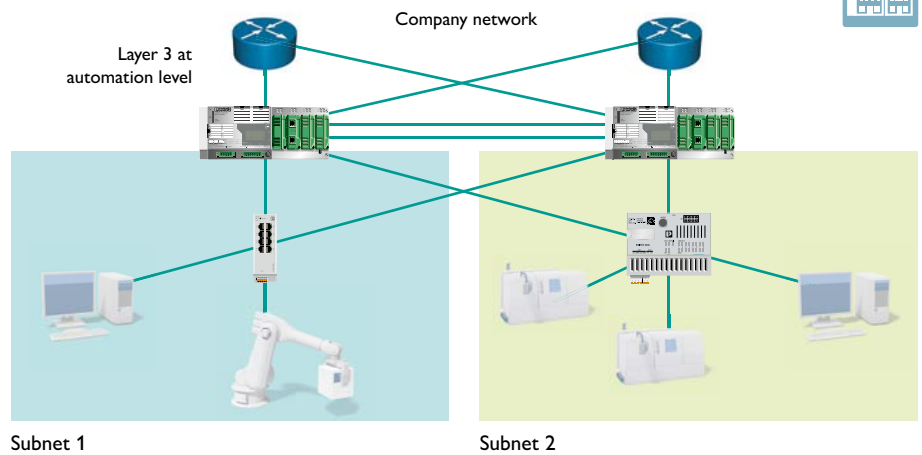 Company network
Layer 3 at
automation level
Subnet 1
Subnet 2